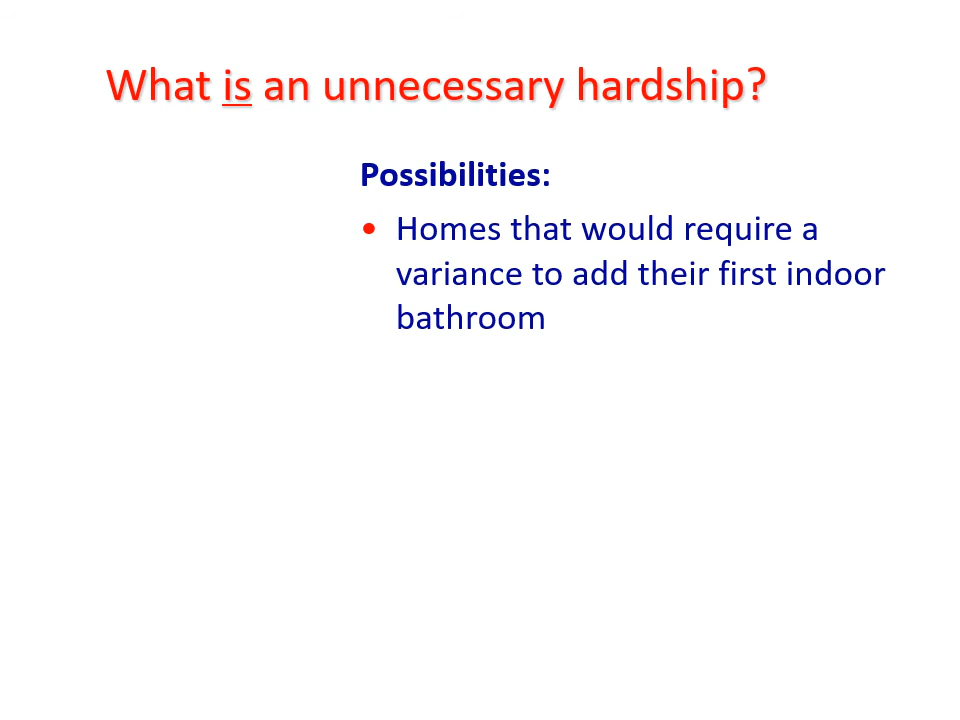 What is an unnecessary hardship?
Possibilities:
• Homes that would require a
variance to add their first indoor
bathroom